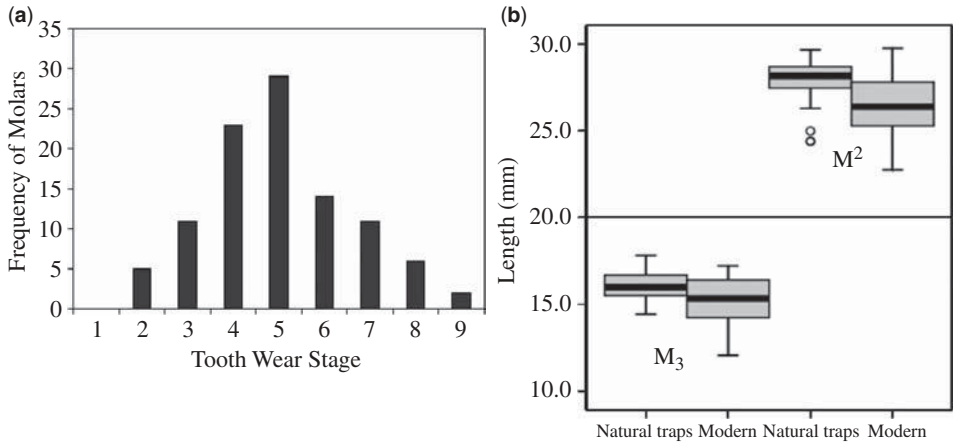 (a)
35
30
25
20
15
10
5
0
Frequency of Molars
1 2 3 4 5 6 7 8 9
Tooth Wear Stage
(b)
30.0
25.0
20.0
15.0
10.0
Length (mm)
M²
M₃
Natural traps Modern Natural traps Modern